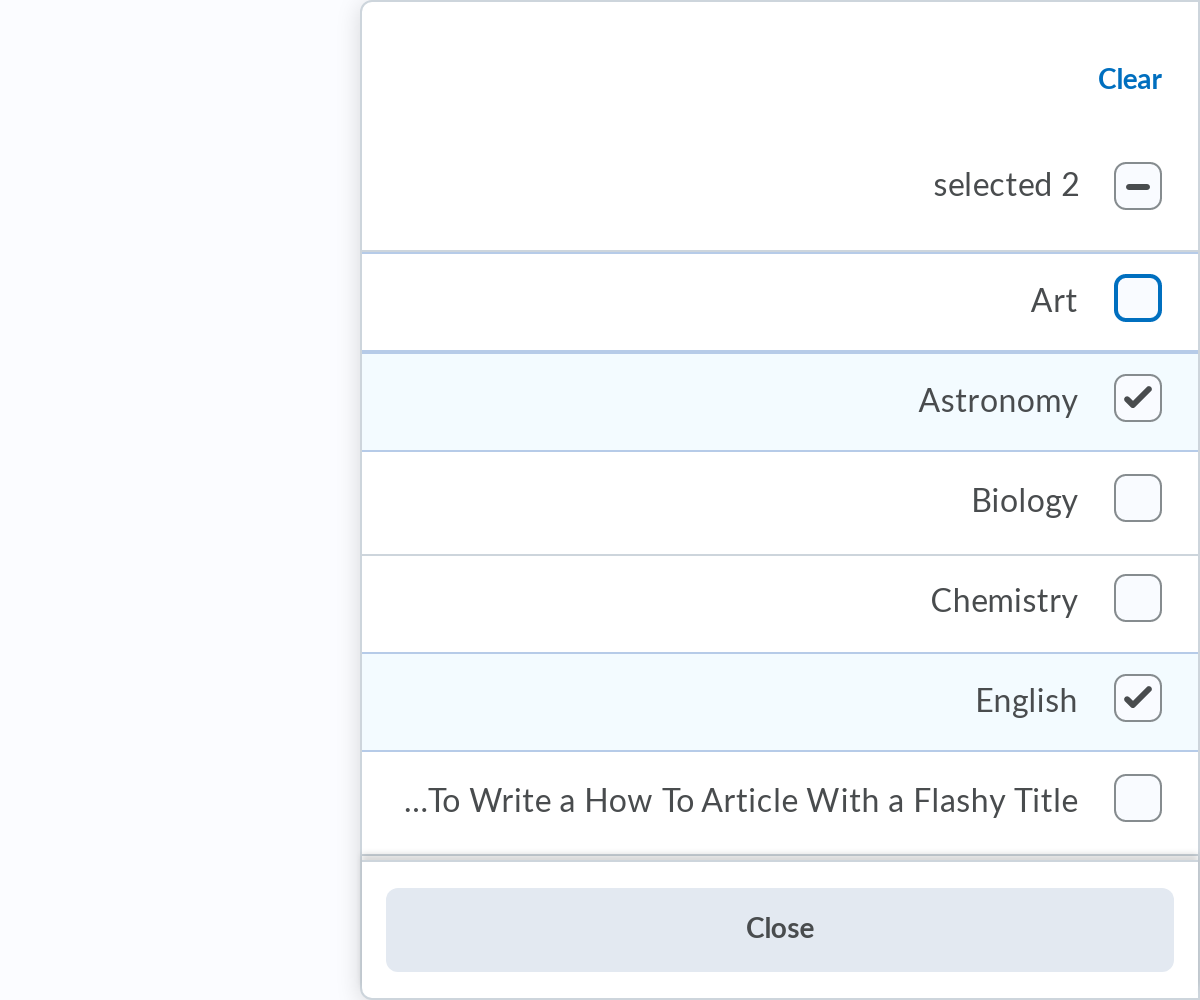 Clear
selected 2
Art
Astronomy
Biology
Chemistry
English
...To Write a How To Article With a Flashy Title
Close